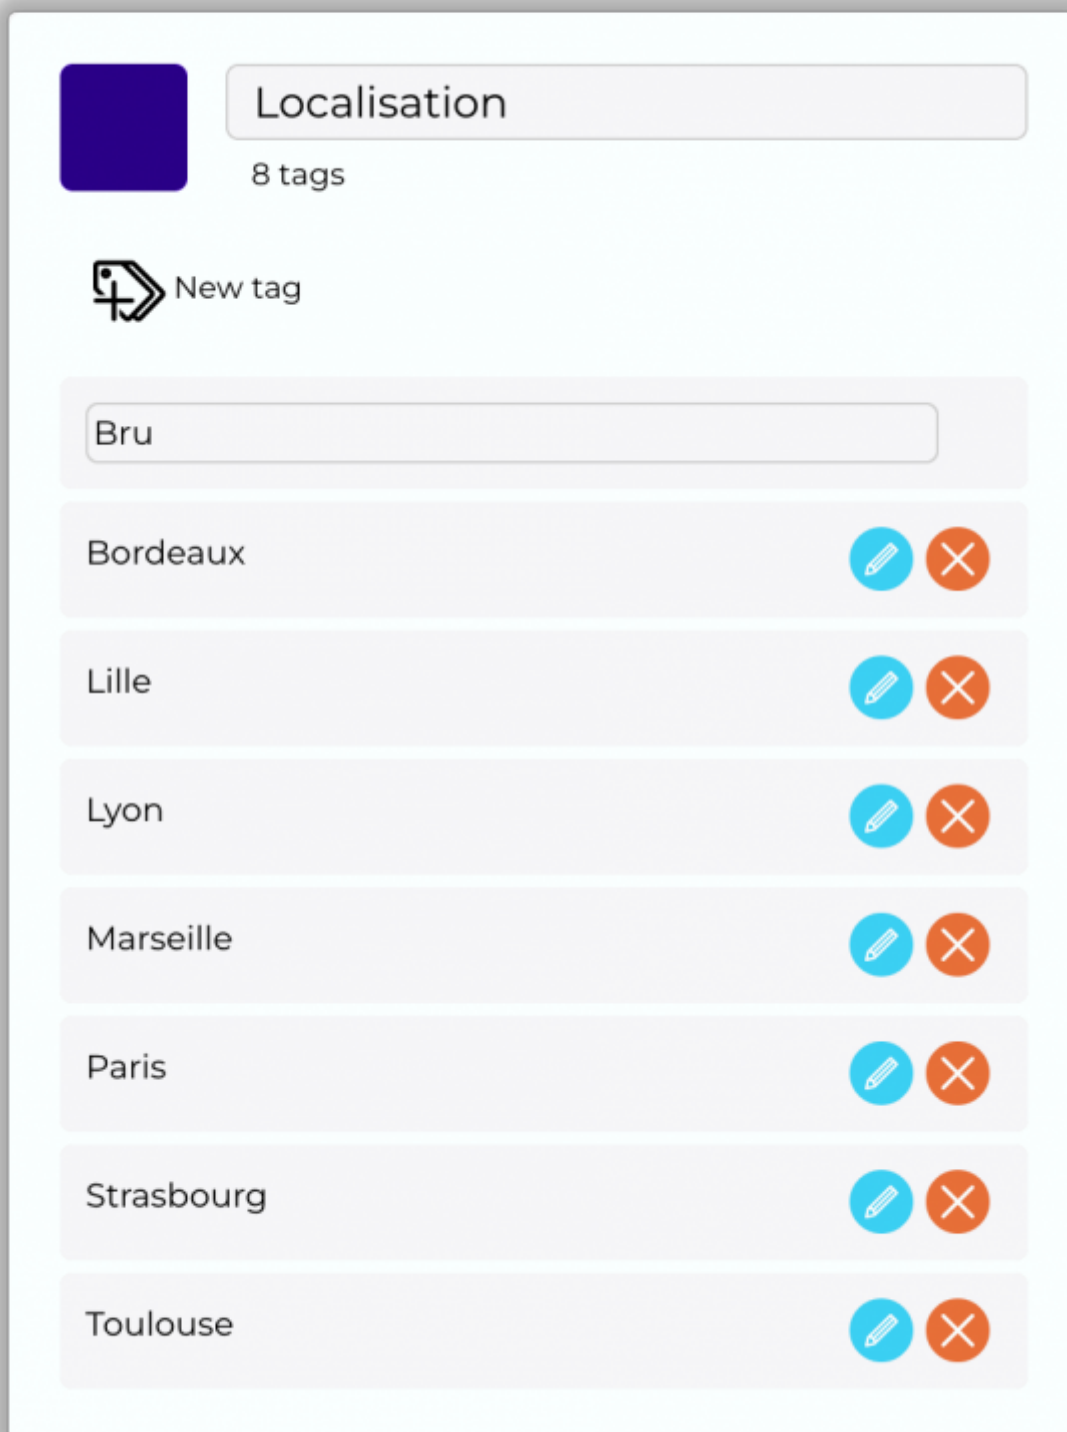 Localisation
8 tags
New tag
Bru
Bordeaux
Lille
Lyon
Marseille
Paris
Strasbourg
Toulouse